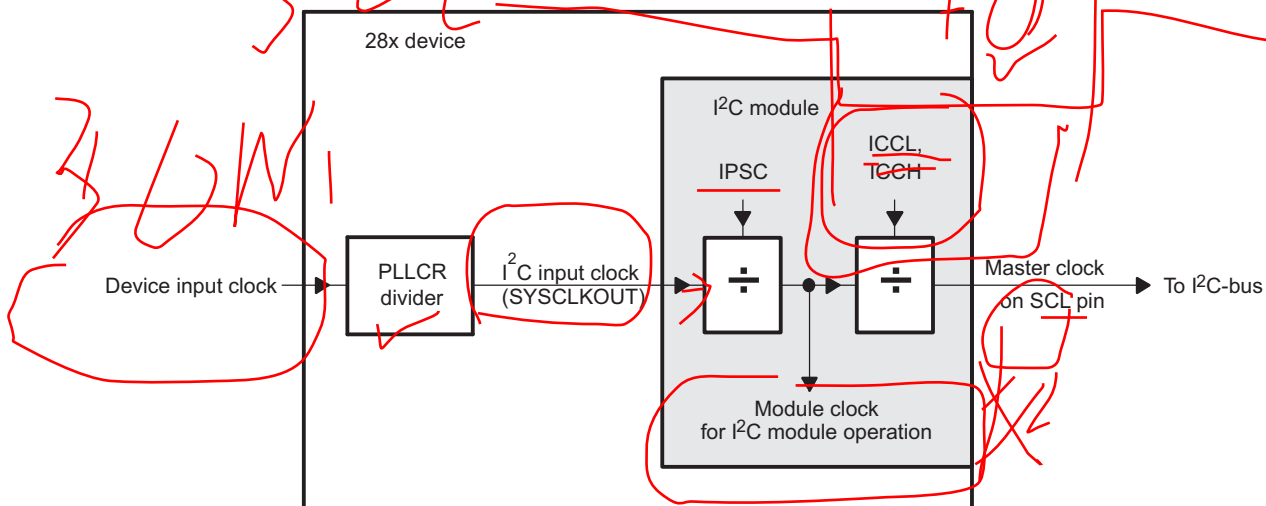 28x device
I²C module
ICCL,
ICCH
IPSC
Device input clock
PLLCR
divider
I²C input clock
(SYSCLKOUT)
÷
÷
Master clock
on SCL pin
To I²C-bus
Module clock
for I²C module operation